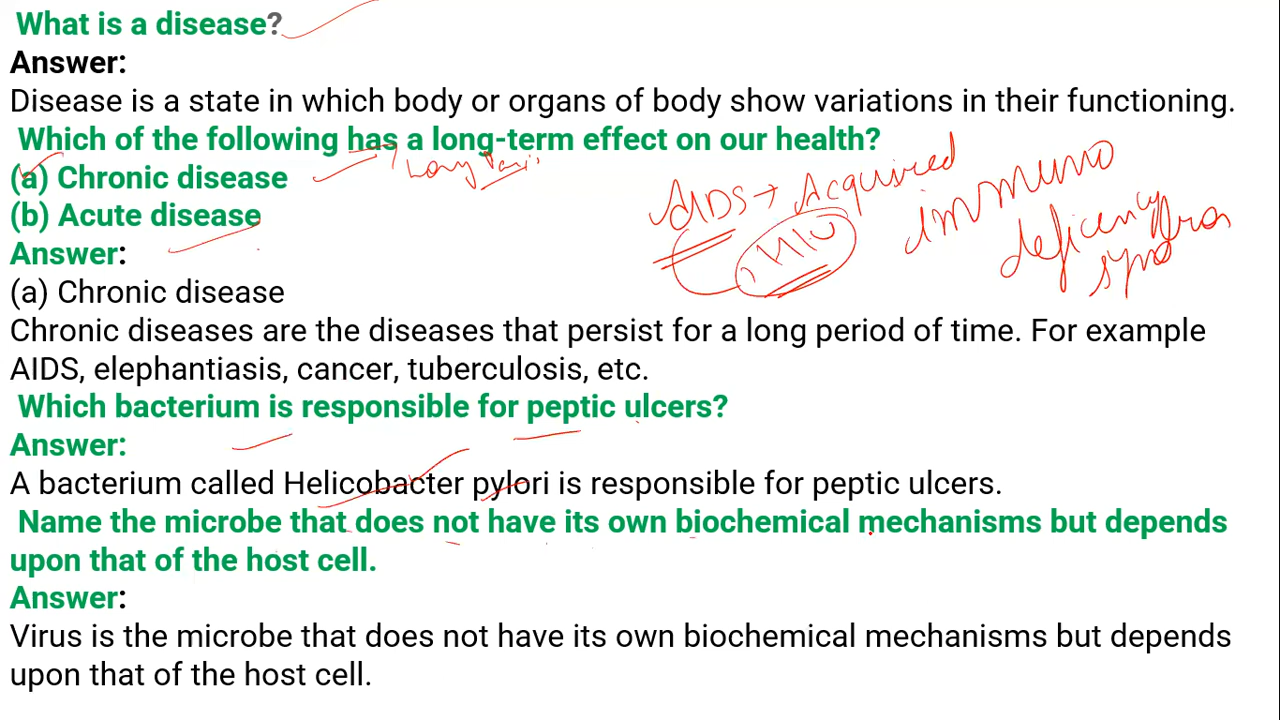 What is a disease?
Answer:
Disease is a state in which body or organs of body show variations in their functioning.
Which of the following has a long-term effect on our health?
(a) Chronic disease
Long
(b) Acute disease
AIDS → Acquired
immuno
deficency
HIV
Answer:
(a) Chronic disease
Chronic diseases are the diseases that persist for a long period of time. For example
AIDS, elephantiasis, cancer, tuberculosis, etc.
Which bacterium is responsible for peptic ulcers?
Answer:
A bacterium called Helicobacter pylori is responsible for peptic ulcers.
Name the microbe that does not have its own biochemical mechanisms but depends
upon that of the host cell.
Answer:
Virus is the microbe that does not have its own biochemical mechanisms but depends
upon that of the host cell.